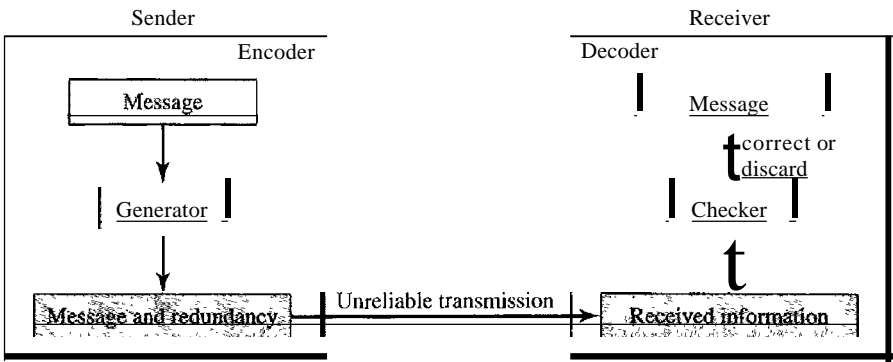 Sender
Encoder
Message
Generator
Message and redundancy
Unreliable transmission
Receiver
Decoder
Message
t correct or
discard
Checker
t
Received information